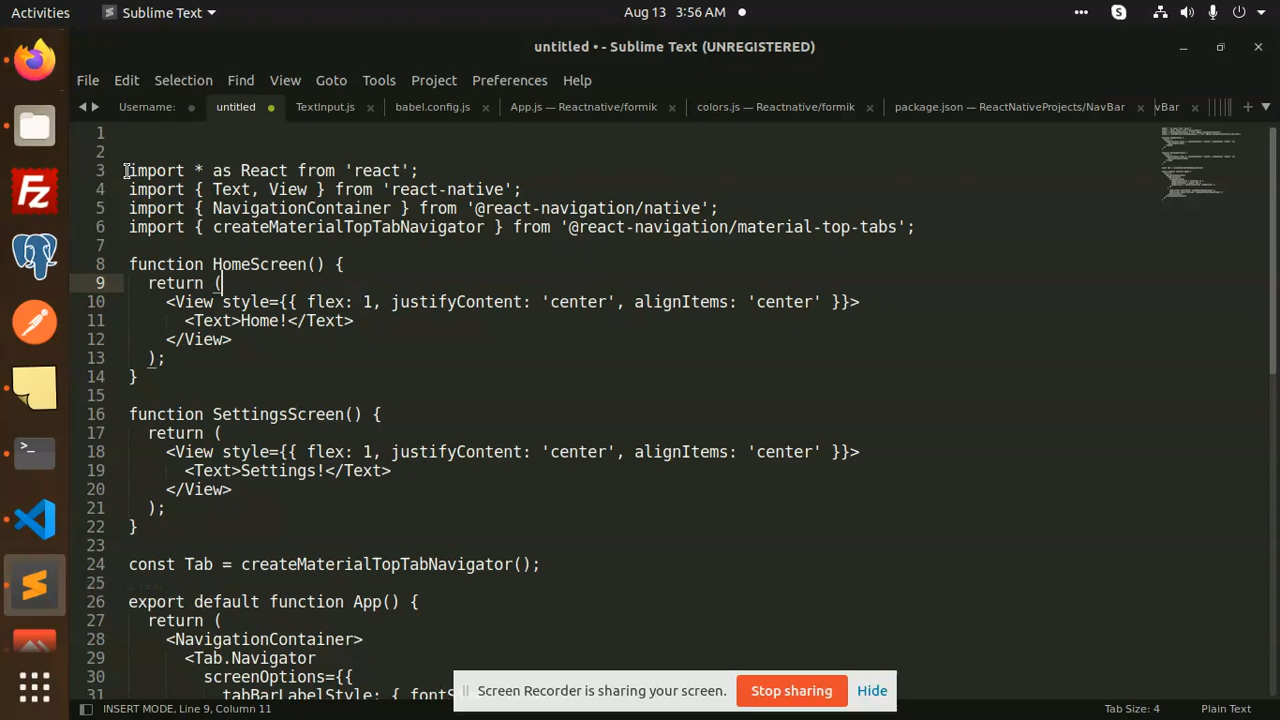 Activities
Sublime Text
Aug 13 3:56 AM
untitled • - Sublime Text (UNREGISTERED)
File Edit Selection Find View Goto Tools Project Preferences Help
Username: untitled TextInput.js babel.config.js App.js — Reactnative/formik colors.js — Reactnative/formik package.json — ReactNativeProjects/NavBar vBar
1
2
3 import * as React from 'react';
4 import { Text, View } from 'react-native';
5 import { NavigationContainer } from '@react-navigation/native';
6 import { createMaterialTopTabNavigator } from '@react-navigation/material-top-tabs';
7
8 function HomeScreen() {
9 return (
10 <View style={{ flex: 1, justifyContent: 'center', alignItems: 'center' }}>
11 <Text>Home!</Text>
12 </View>
13 );
14 }
15
16 function SettingsScreen() {
17 return (
18 <View style={{ flex: 1, justifyContent: 'center', alignItems: 'center' }}>
19 <Text>Settings!</Text>
20 </View>
21 );
22 }
23
24 const Tab = createMaterialTopTabNavigator();
25
26 export default function App() {
27 return (
28 <NavigationContainer>
29 <Tab.Navigator
30 screenOptions={{
31 tabBarLabelStyle: { fontS
Screen Recorder is sharing your screen. Stop sharing Hide
INSERT MODE, Line 9, Column 11
Tab Size: 4
Plain Text